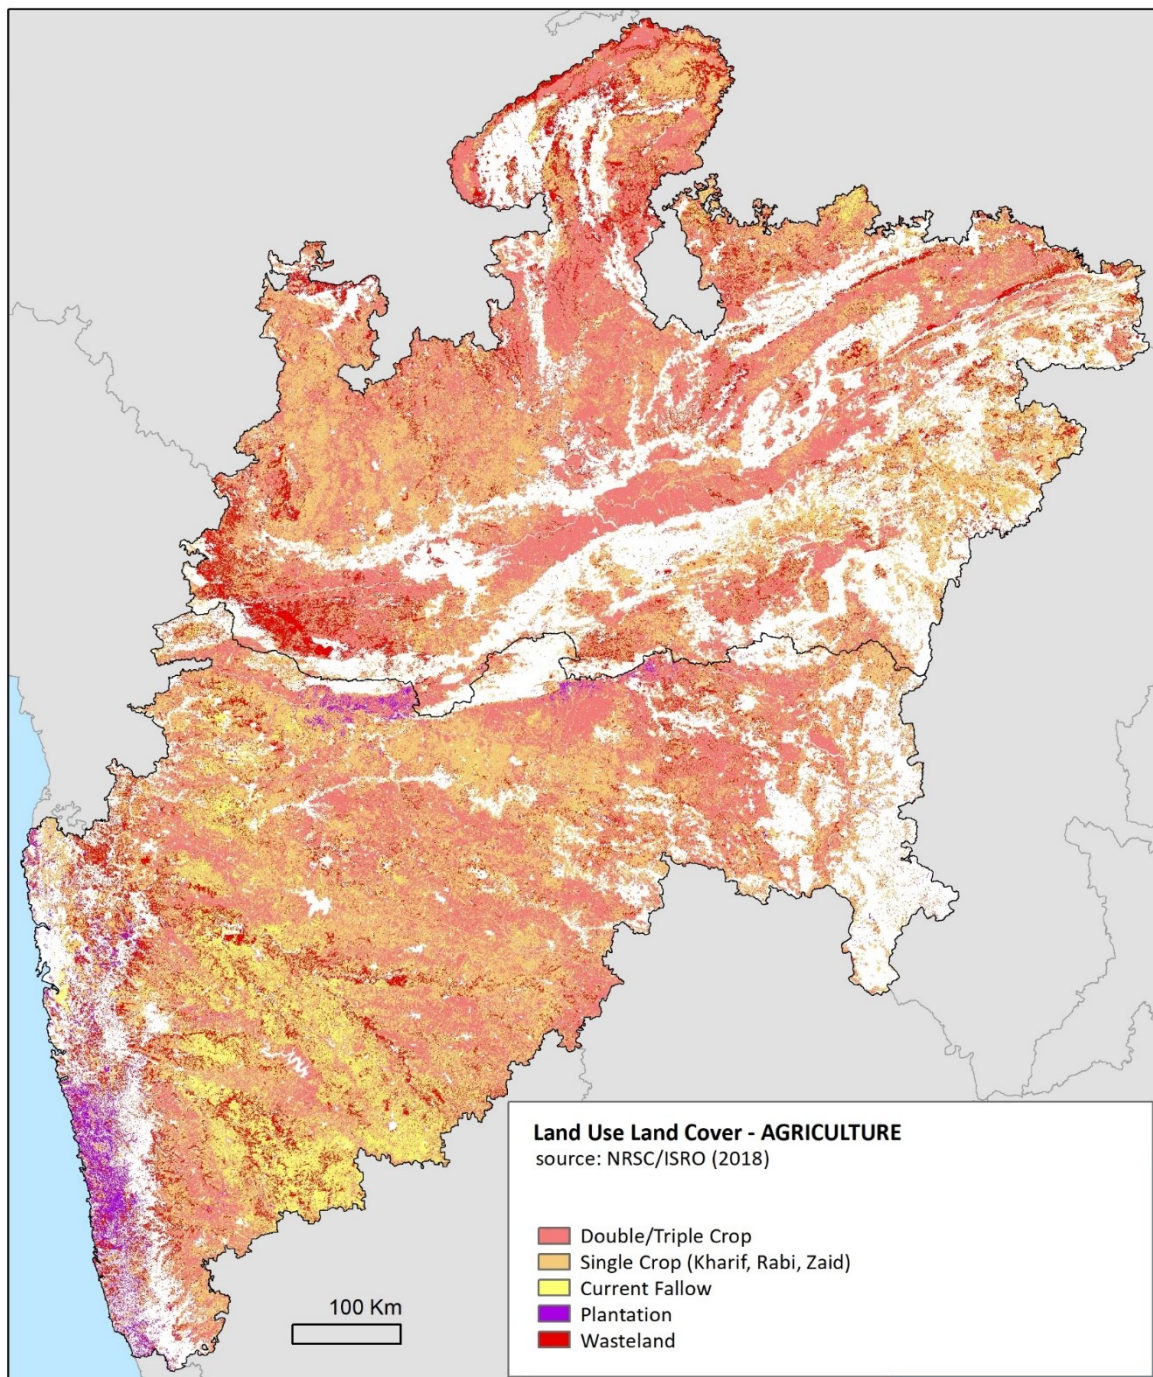 100 Km
Land Use Land Cover - AGRICULTURE
source: NRSC/ISRO (2018)
Double/Triple Crop
Single Crop (Kharif, Rabi, Zaid)
Current Fallow
Plantation
Wasteland